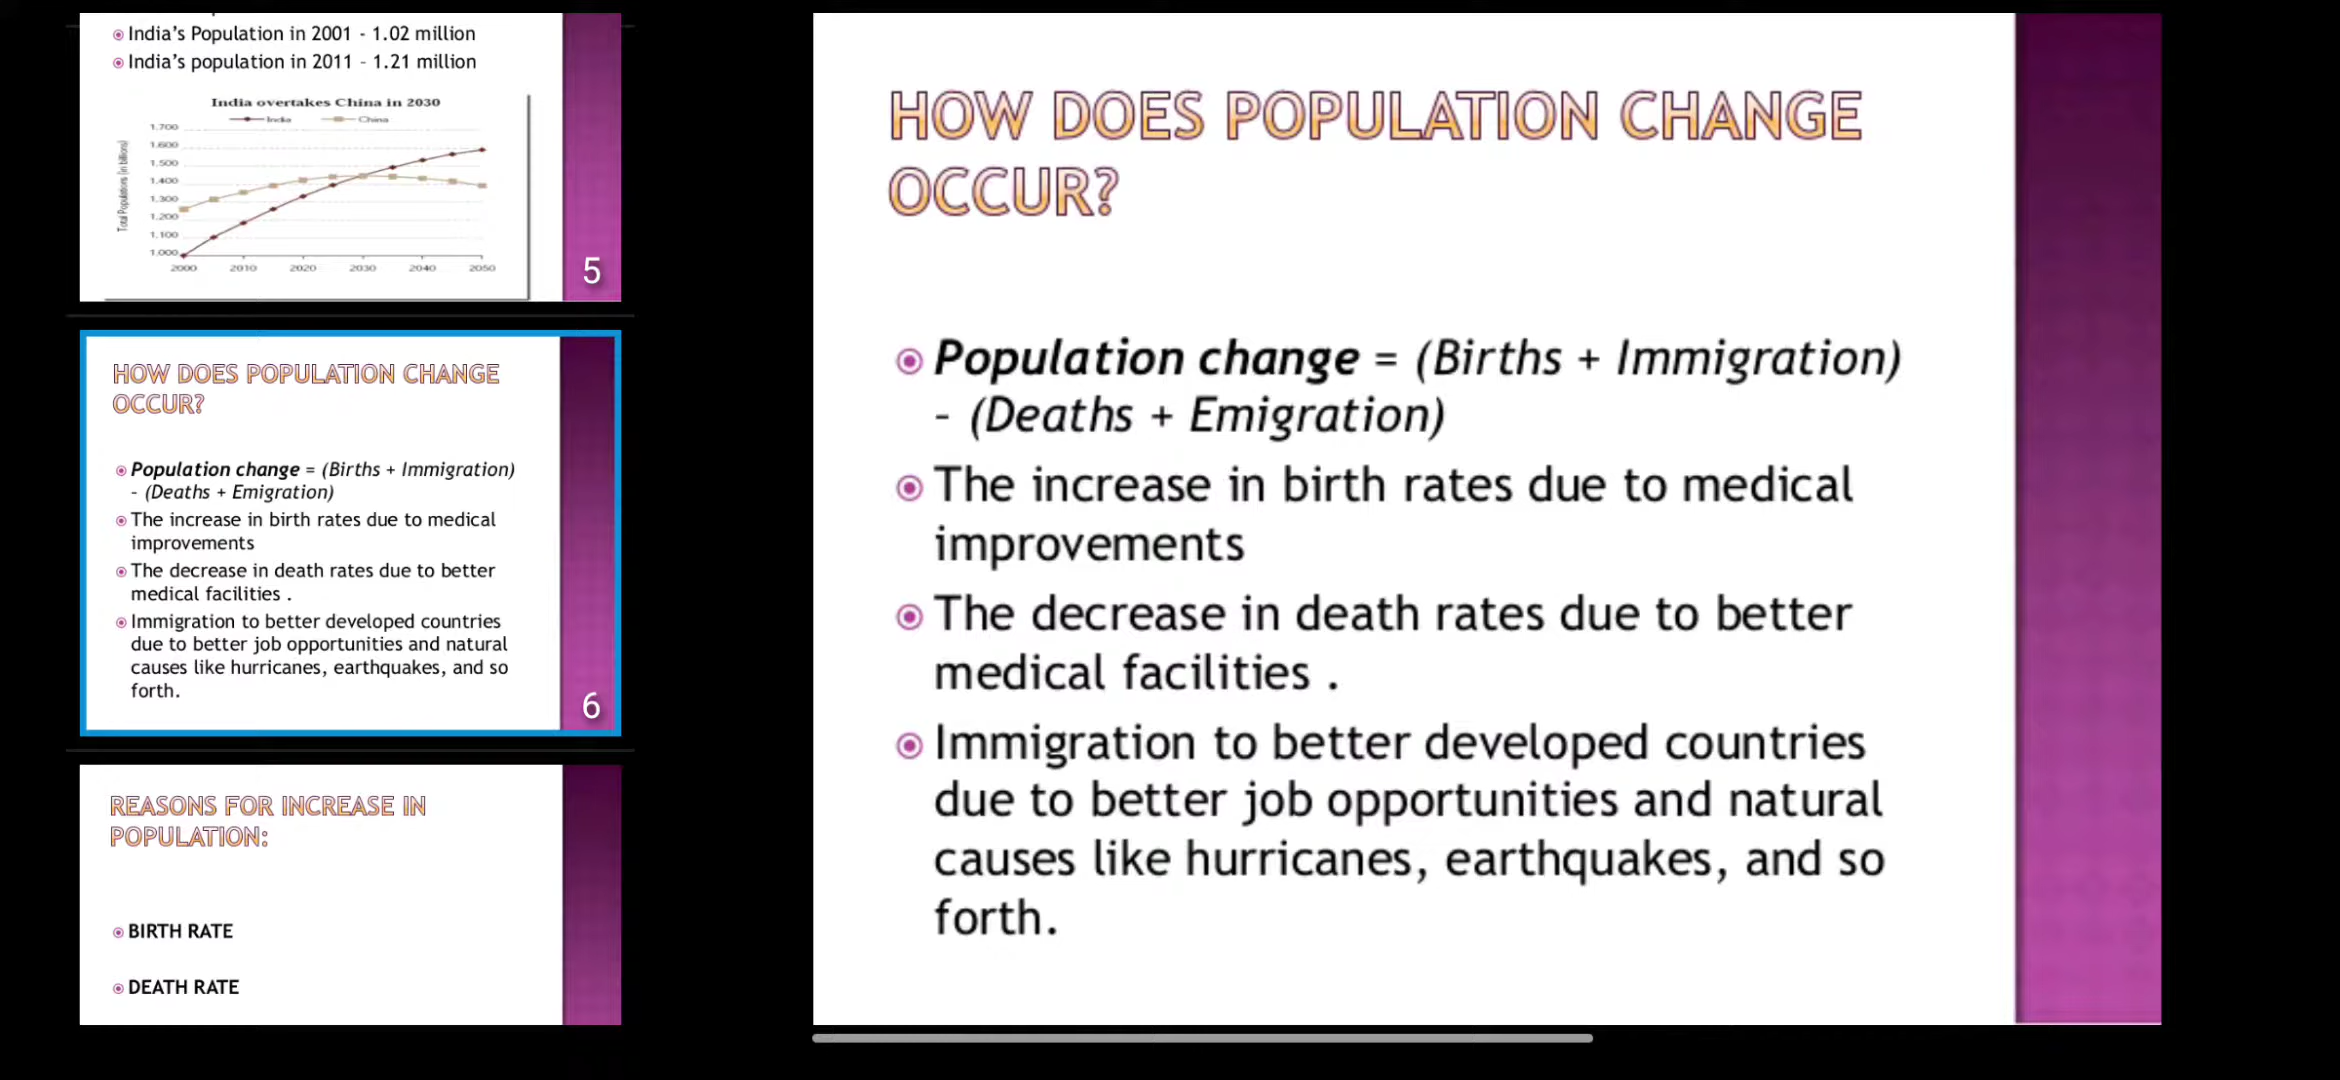 India's Population in 2001 - 1.02 million
India's population in 2011 - 1.21 million
India overtakes China in 2030
India China
Total Population (in billions)
1.700
1.600
1.500
1.400
1.300
1.200
1.100
1.000
2000 2010 2020 2030 2040 2050
5
HOW DOES POPULATION CHANGE
OCCUR?
Population change = (Births + Immigration)
- (Deaths + Emigration)
The increase in birth rates due to medical
improvements
The decrease in death rates due to better
medical facilities .
Immigration to better developed countries
due to better job opportunities and natural
causes like hurricanes, earthquakes, and so
forth.
6
REASONS FOR INCREASE IN
POPULATION:
BIRTH RATE
DEATH RATE
HOW DOES POPULATION CHANGE
OCCUR?
Population change = (Births + Immigration)
- (Deaths + Emigration)
The increase in birth rates due to medical
improvements
The decrease in death rates due to better
medical facilities .
Immigration to better developed countries
due to better job opportunities and natural
causes like hurricanes, earthquakes, and so
forth.